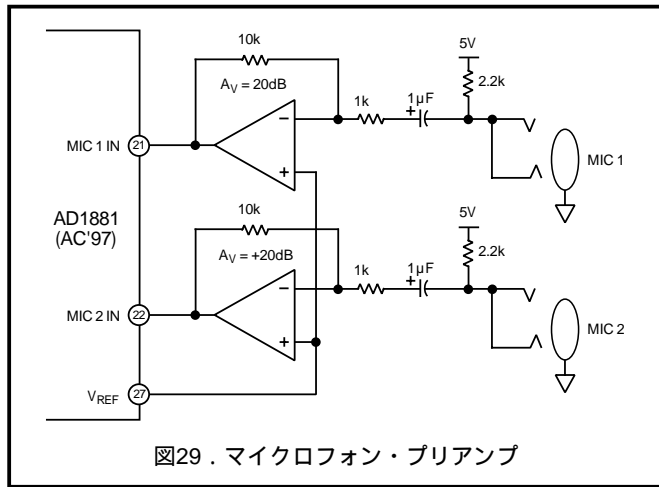 10k
5V
AV = 20dB
1µF
2.2k
1k
+
−
MIC 1 IN
21
+
MIC 1
AD1881
(AC'97)
10k
5V
AV = +20dB
1µF
2.2k
1k
+
−
MIC 2 IN
22
+
MIC 2
VREF
27
図29．マイクロフォン・プリアンプ